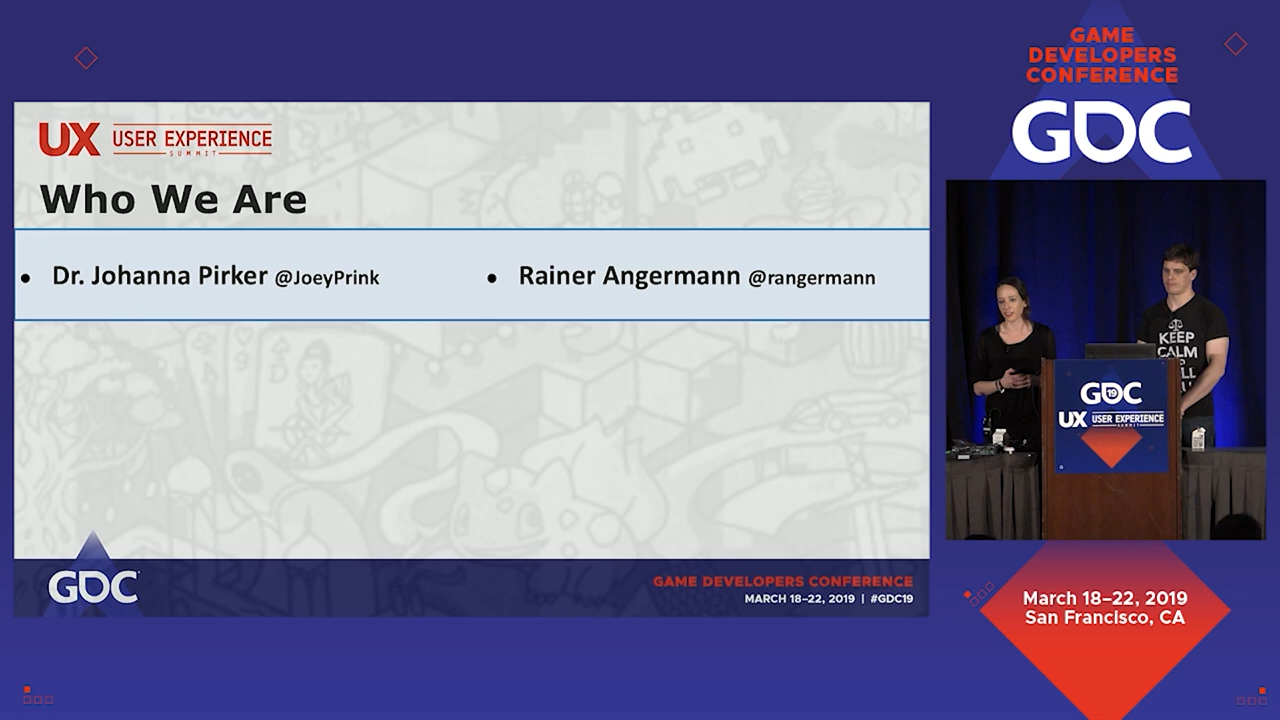 GAME
DEVELOPERS
CONFERENCE
GDC
UX USER EXPERIENCE
SUMMIT
Who We Are
• Dr. Johanna Pirker @JoeyPrink
• Rainer Angermann @rangermann
KEEP
CALM
GDC
19
UX USER EXPERIENCE
SUMMIT
GDC
GAME DEVELOPERS CONFERENCE
MARCH 18–22, 2019 | #GDC19
March 18–22, 2019
San Francisco, CA